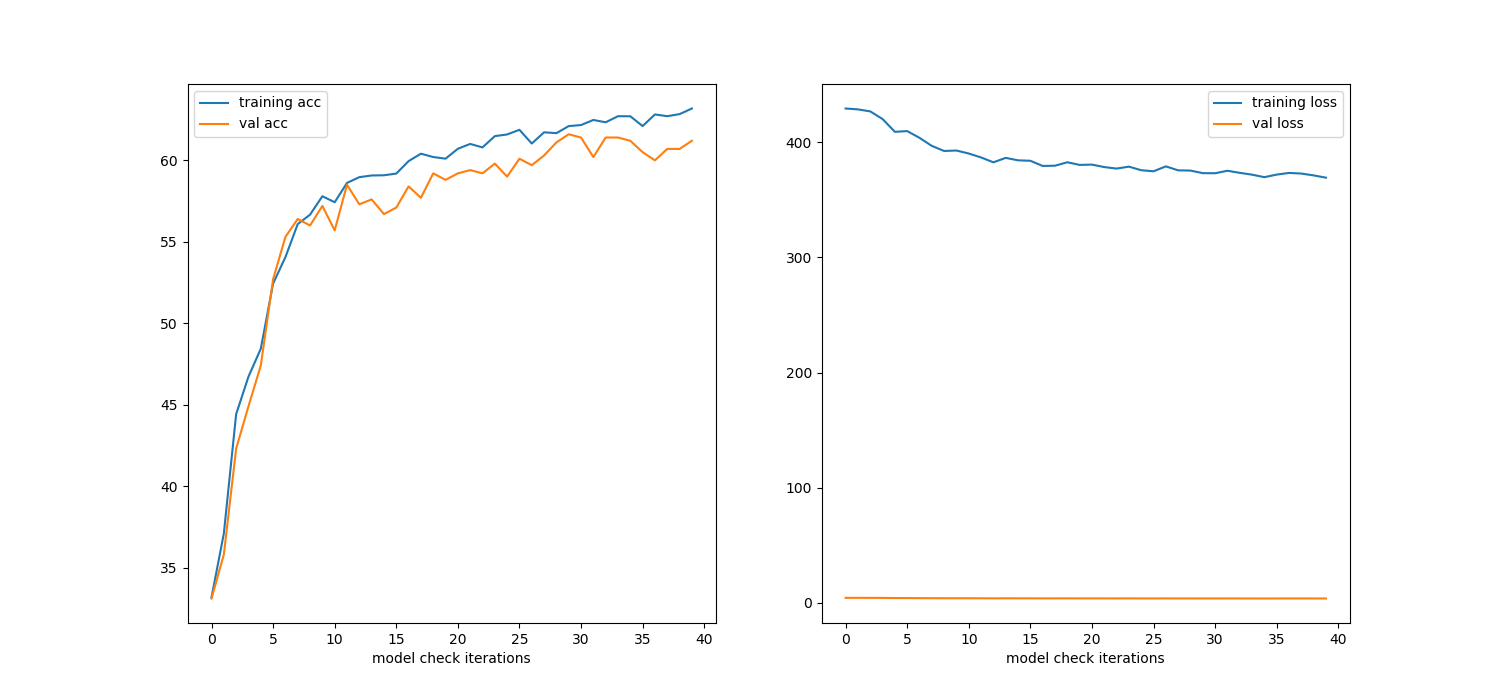 training acc
val acc
60
55
50
45
40
35
0 5 10 15 20 25 30 35 40
model check iterations
training loss
val loss
400
300
200
100
0
0 5 10 15 20 25 30 35 40
model check iterations